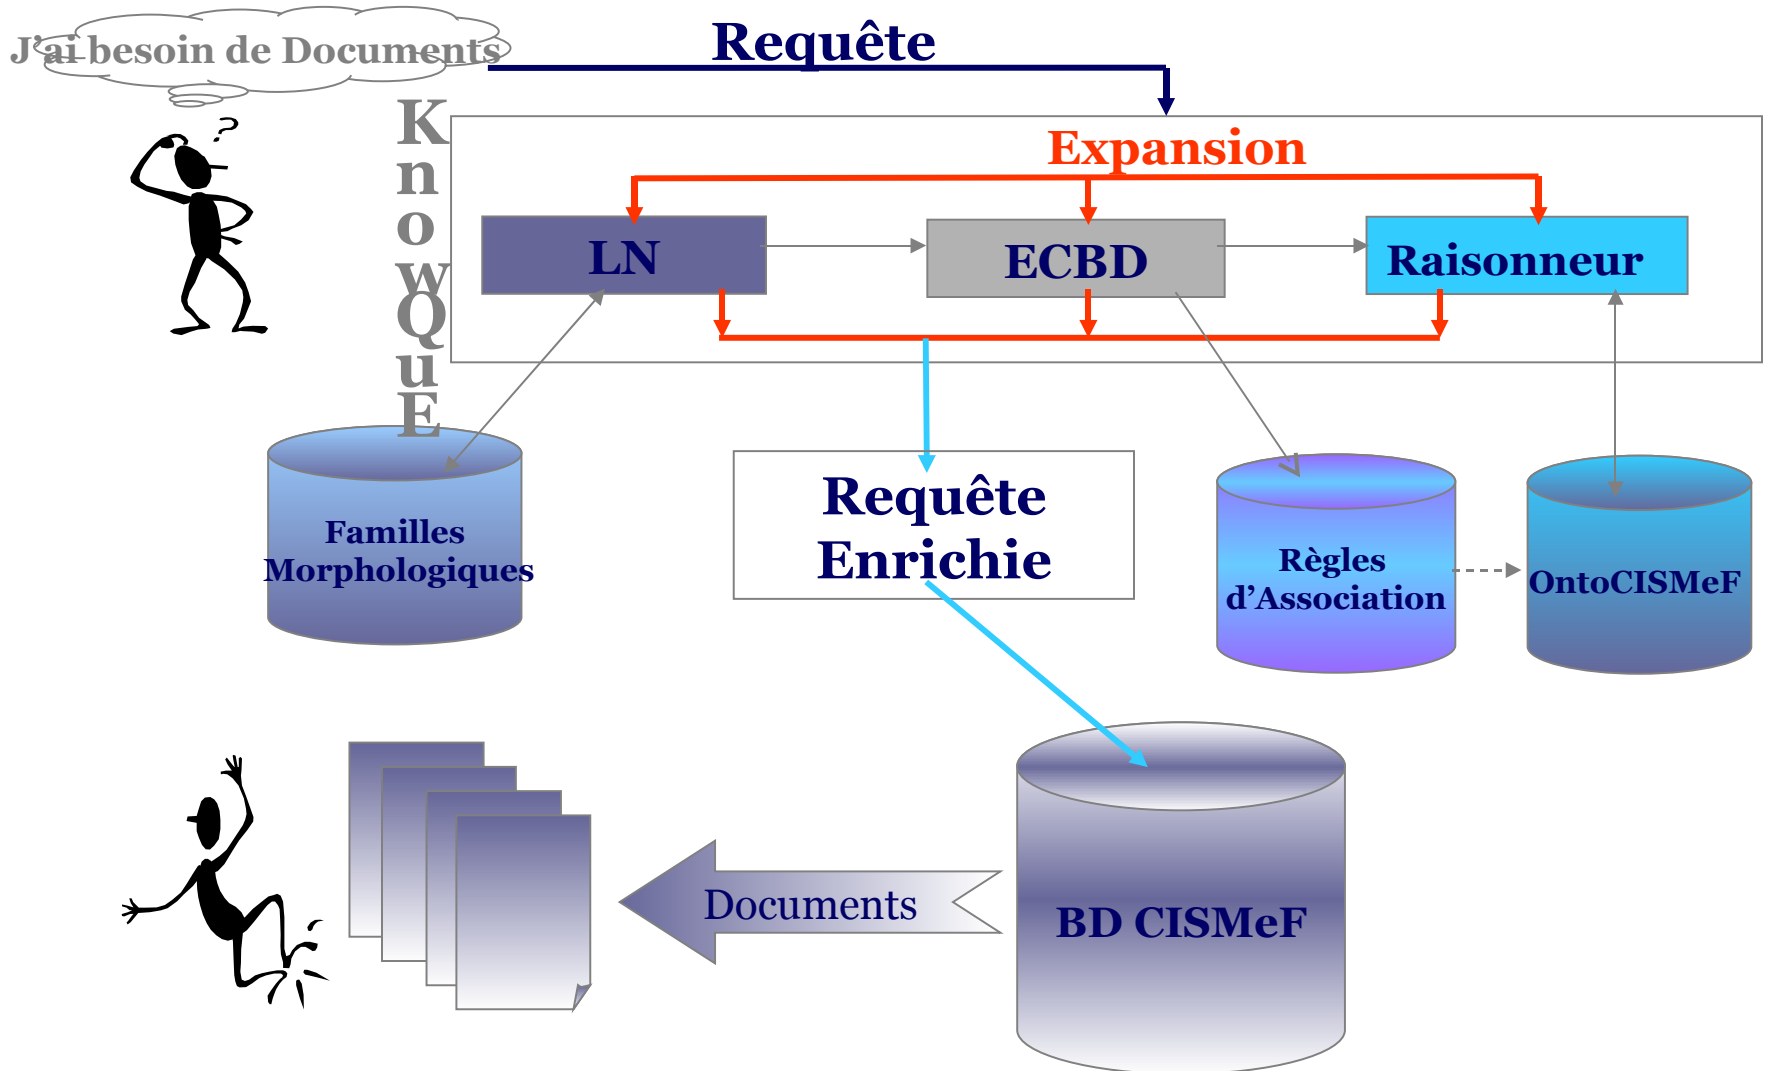 J'ai besoin de Documents
Requête
?
KnowQuE
Expansion
LN
ECBD
Raisonneur
Familles
Morphologiques
Requête
Enrichie
Règles
d'Association
OntoCISMeF
Documents
BD CISMeF